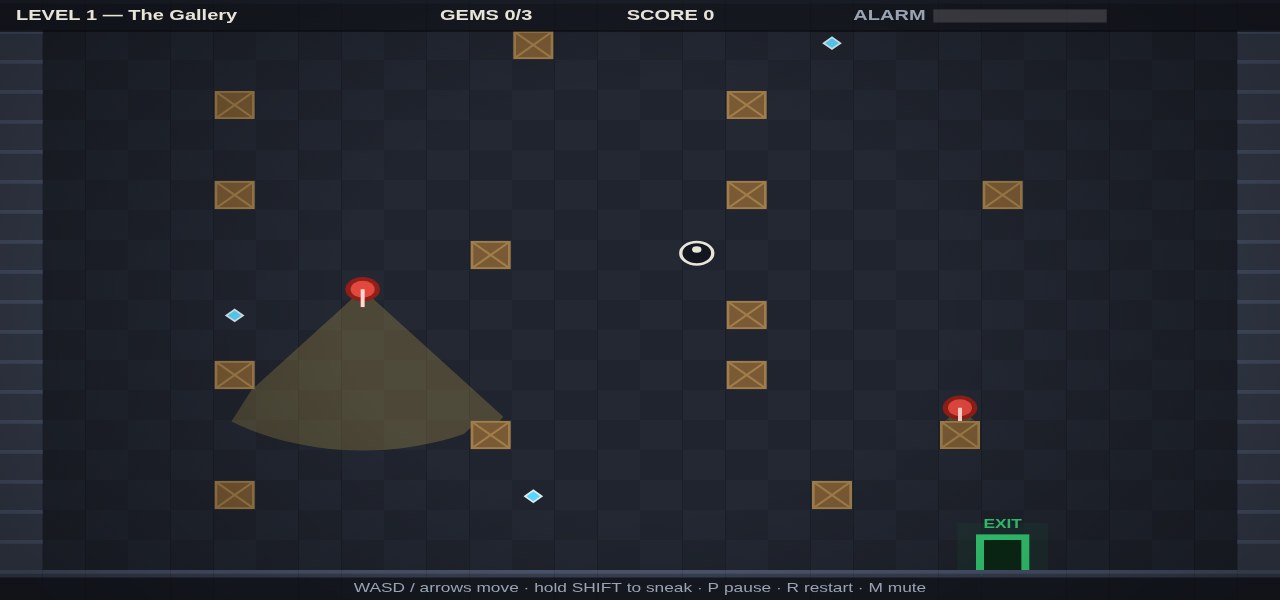 LEVEL 1 — The Gallery GEMS 0/3 SCORE 0 ALARM
EXIT
WASD / arrows move · hold SHIFT to sneak · P pause · R restart · M mute